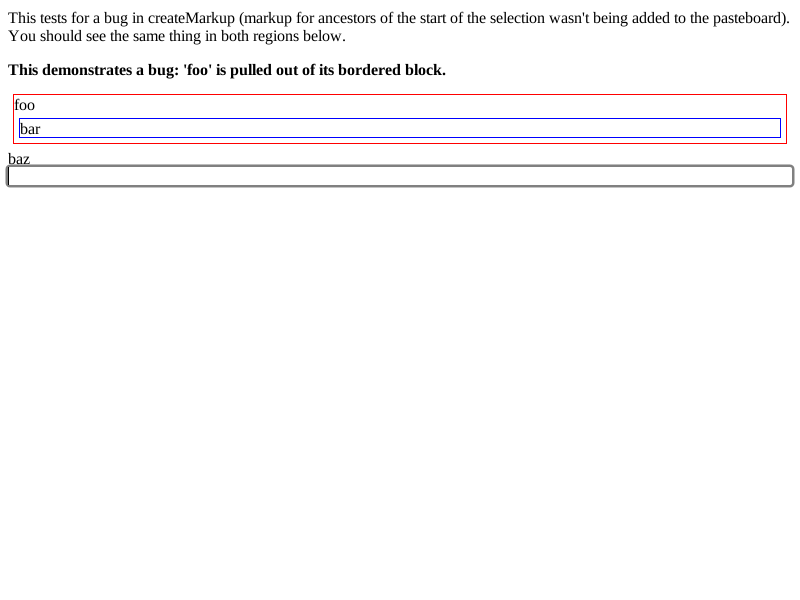 This tests for a bug in createMarkup (markup for ancestors of the start of the selection wasn't being added to the pasteboard).
You should see the same thing in both regions below.
This demonstrates a bug: 'foo' is pulled out of its bordered block.
foo
bar
baz